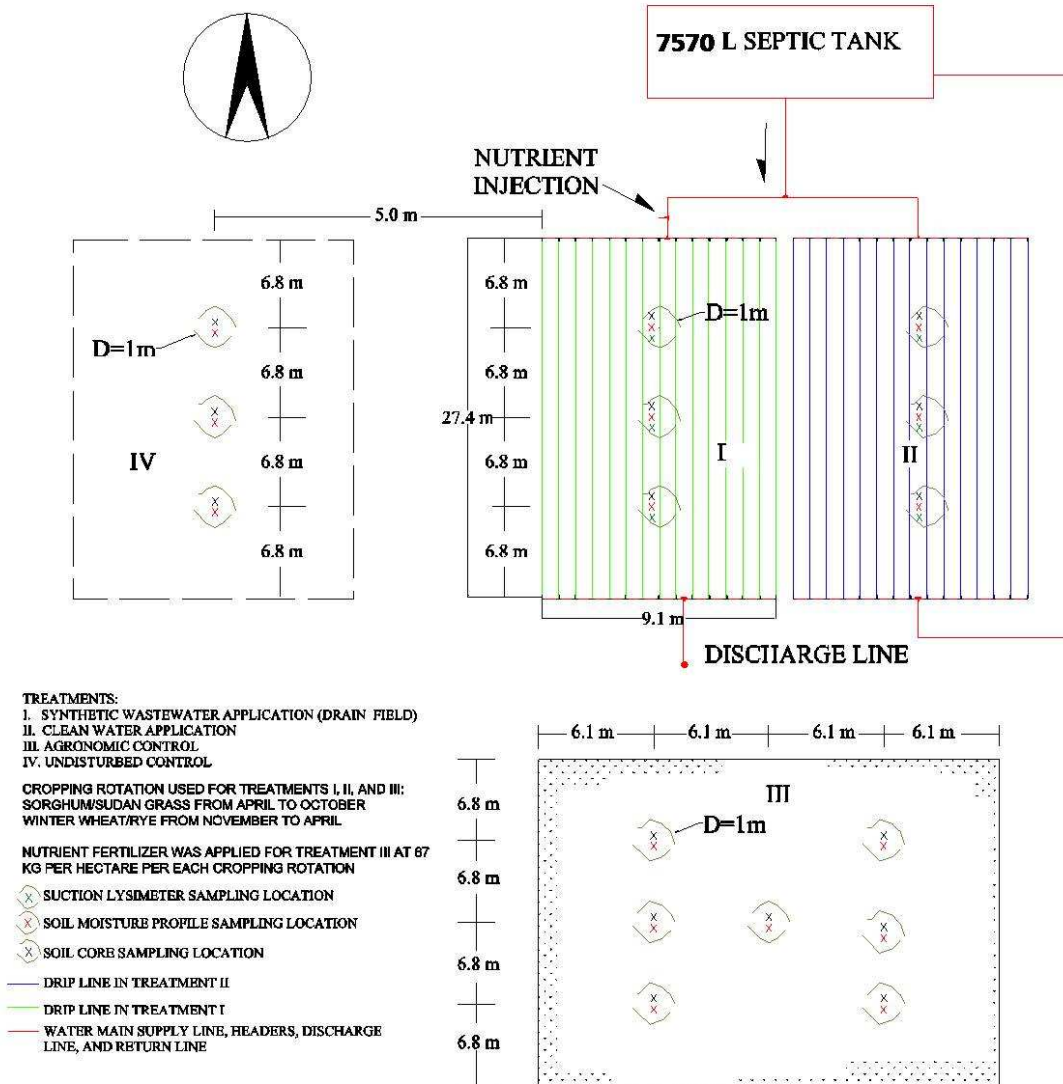 7570 L SEPTIC TANK
NUTRIENT
INJECTION
5.0 m
6.8 m
6.8 m
6.8 m
6.8 m
D=1m
IV
6.8 m
6.8 m
27.4 m
6.8 m
6.8 m
D=1m
I
II
9.1 m
DISCHARGE LINE
TREATMENTS:
I. SYNTHETIC WASTEWATER APPLICATION (DRAIN FIELD)
II. CLEAN WATER APPLICATION
III. AGRONOMIC CONTROL
IV. UNDISTURBED CONTROL
CROPPING ROTATION USED FOR TREATMENTS I, II, AND III:
SORGHUM/SUDAN GRASS FROM APRIL TO OCTOBER
WINTER WHEAT/RYE FROM NOVEMBER TO APRIL
NUTRIENT FERTILIZER WAS APPLIED FOR TREATMENT III AT 67
KG PER HECTARE PER EACH CROPPING ROTATION
X SUCTION LYSIMETER SAMPLING LOCATION
X SOIL MOISTURE PROFILE SAMPLING LOCATION
X SOIL CORE SAMPLING LOCATION
DRIP LINE IN TREATMENT II
DRIP LINE IN TREATMENT I
WATER MAIN SUPPLY LINE, HEADERS, DISCHARGE
LINE, AND RETURN LINE
6.1 m 6.1 m 6.1 m 6.1 m
6.8 m
6.8 m
6.8 m
6.8 m
III
D=1m